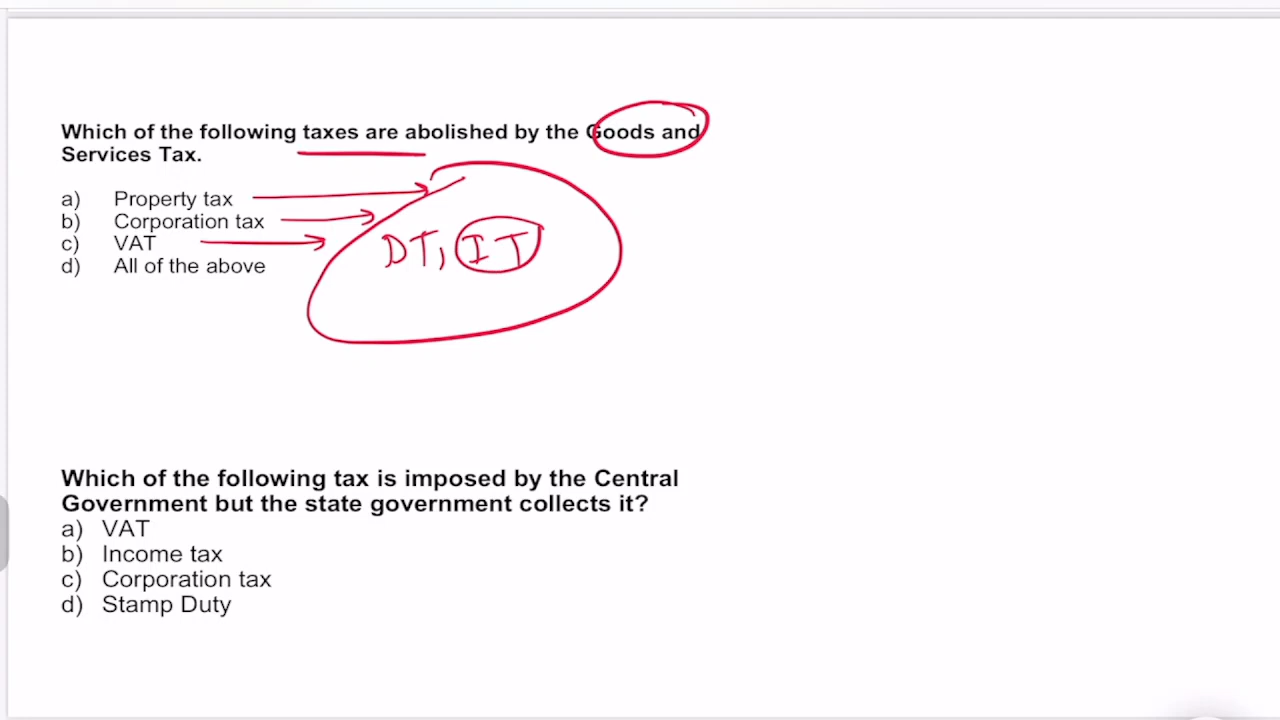 Which of the following taxes are abolished by the Goods and
Services Tax.
a) Property tax
b) Corporation tax
c) VAT
d) All of the above
DT, IT
Which of the following tax is imposed by the Central
Government but the state government collects it?
a) VAT
b) Income tax
c) Corporation tax
d) Stamp Duty